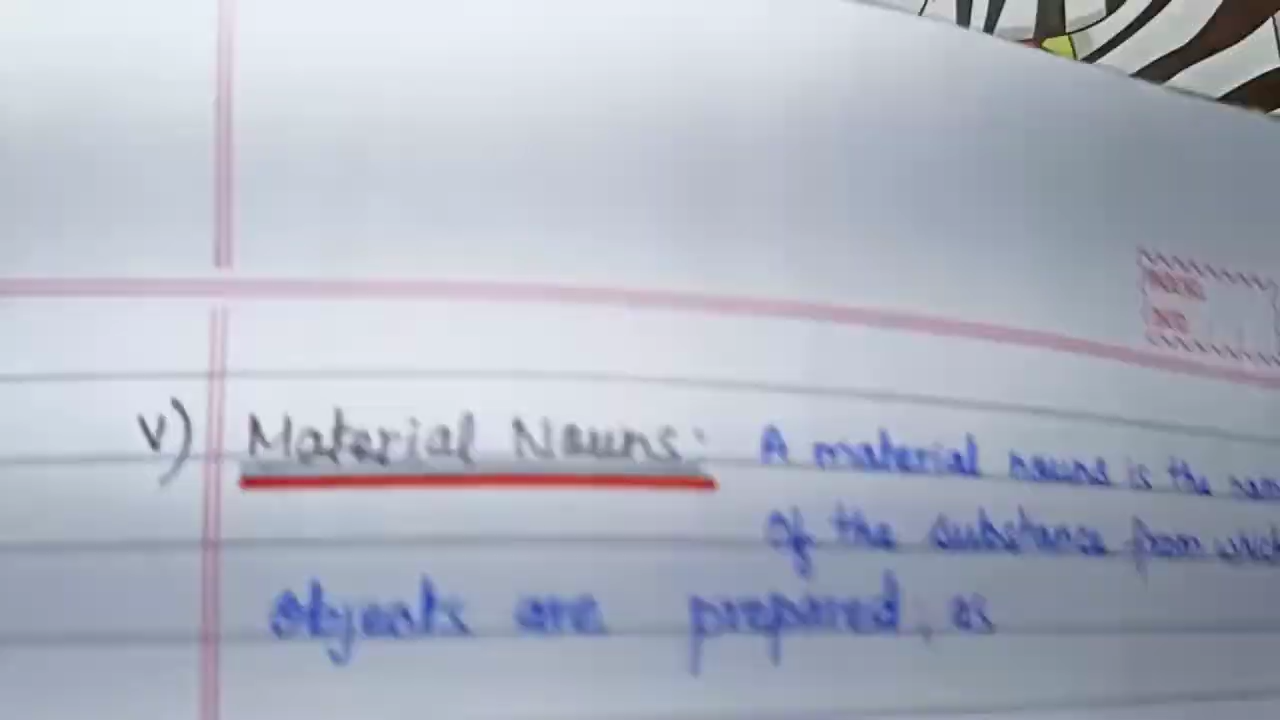 v) Material Nouns: A material nouns is the
of the substance from
objects are prepared, as